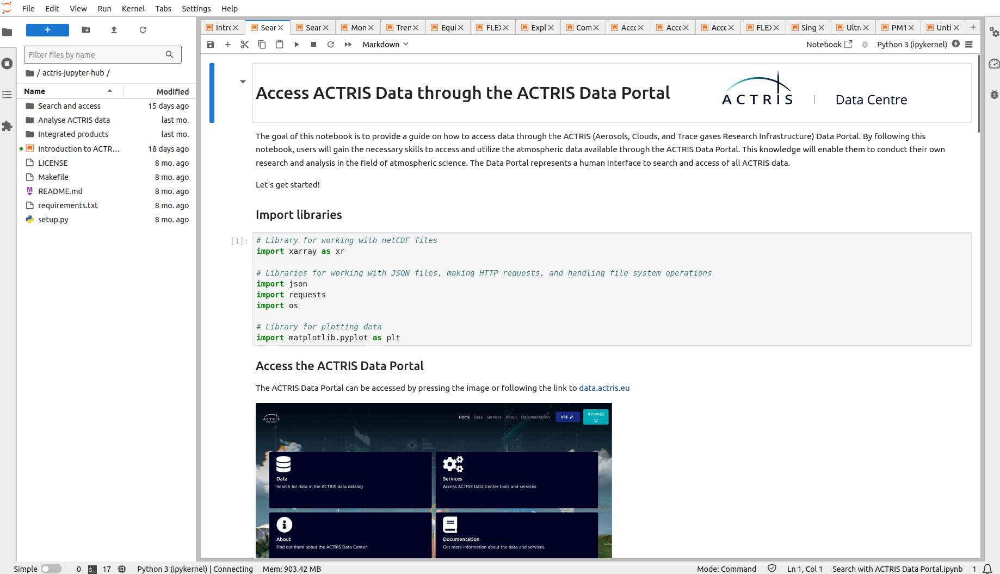 File Edit View Run Kernel Tabs Settings Help
Intro Sear Sear Mon Tren Equi FLEX Expl Com Acce Acce Acce FLEX Sing Ultra PM1 Unti
Markdown
Notebook
Python 3 (ipykernel)
Filter files by name
/ actris-jupyter-hub /
Name Modified
Search and access 15 days ago
Analyse ACTRIS data last mo.
Integrated products last mo.
Introduction to ACTR... 18 days ago
LICENSE 8 mo. ago
Makefile 8 mo. ago
README.md 8 mo. ago
requirements.txt 8 mo. ago
setup.py 8 mo. ago
Access ACTRIS Data through the ACTRIS Data Portal
ACTRIS | Data Centre
The goal of this notebook is to provide a guide on how to access data through the ACTRIS (Aerosols, Clouds, and Trace gases Research Infrastructure) Data Portal. By following this
notebook, users will gain the necessary skills to access and utilize the atmospheric data available through the ACTRIS Data Portal. This knowledge will enable them to conduct their own
research and analysis in the field of atmospheric science. The Data Portal represents a human interface to search and access of all ACTRIS data.
Let's get started!
Import libraries
[1]:
# Library for working with netCDF files
import xarray as xr
# Libraries for working with JSON files, making HTTP requests, and handling file system operations
import json
import requests
import os
# Library for plotting data
import matplotlib.pyplot as plt
Access the ACTRIS Data Portal
The ACTRIS Data Portal can be accessed by pressing the image or following the link to data.actris.eu
ACTRIS
Data Centre
Home Data Services About Documentation VRE 0 item(s)
Data
Search for data in the ACTRIS data catalog
Services
Access ACTRIS Data Center tools and services
About
Find out more about the ACTRIS Data Center
Documentation
Get more information about the data and services
Simple 0 $_ 17 Python 3 (ipykernel) | Connecting Mem: 903.42 MB Mode: Command Ln 1, Col 1 Search with ACTRIS Data Portal.ipynb 1